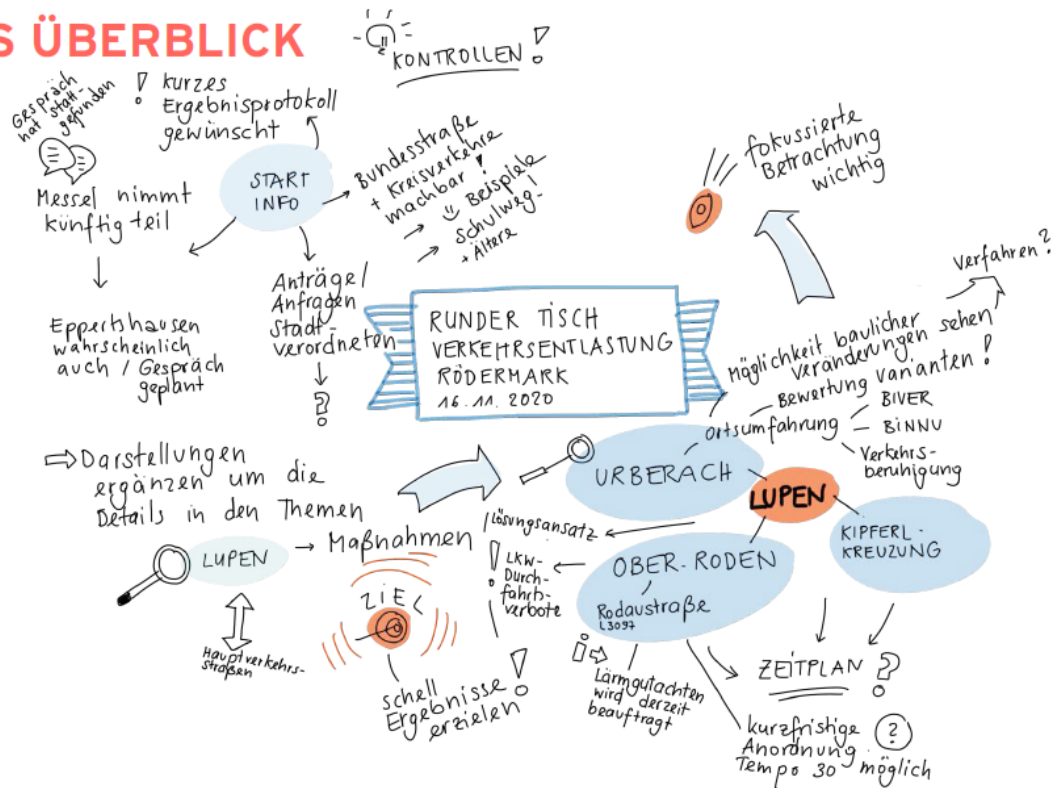 S ÜBERBLICK
KONTROLLEN !
Gespräch
hat statt-
gefunden
! kurzes
Ergebnisprotokoll
gewünscht
START
INFO
Messel nimmt
künftig teil
Eppertshausen
wahrscheinlich
auch / Gespräch
geplant
Bundesstraße
+ Kreisverkehre
machbar !
→ Beispiele
→ Schulweg-!
+ Ältere
Anträge /
Anfragen
Stadt-
verordneten
?
fokussierte
Betrachtung
wichtig
RUNDER TISCH
VERKEHRSENTLASTUNG
RÖDERMARK
16. 11. 2020
Verfahren ?
Möglichkeit baulicher
Veränderungen sehen
Bewertung Varianten !
Ortsumfahrung
BIVER
BINNU
Verkehrs-
beruhigung
URBERACH
LUPEN
KIPFERL-
KREUZUNG
OBER-RODEN
Rodaustraße
L3097
⇨ Darstellungen
ergänzen um die
Details in den Themen
LUPEN
→ Maßnahmen
Hauptverkehrs-
straßen
ZIEL
schell
Ergebnisse
erzielen !
/ Lösungsansatz
! LKW-
Durch-
fahrts-
verbote
i ⇨
Lärmgutachten
wird derzeit
beauftragt
ZEITPLAN ?
kurzfristige
Anordnung
Tempo 30 möglich
?